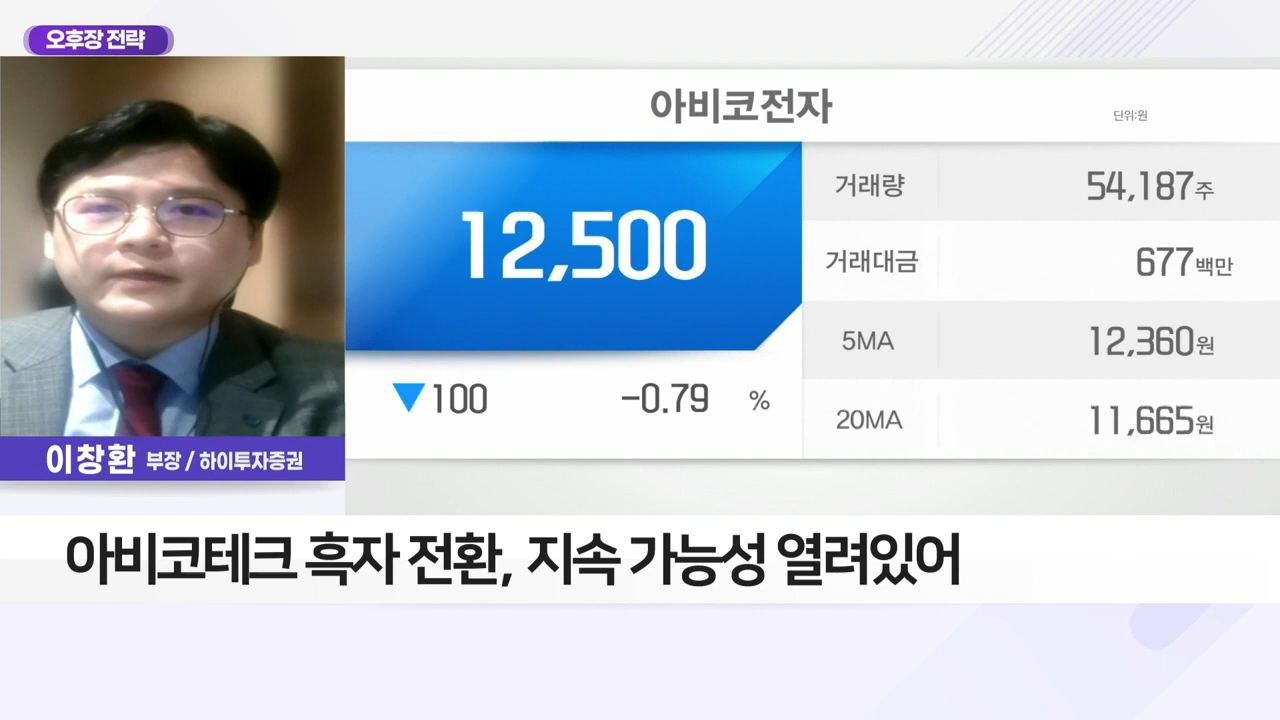 오후장 전략
아비코전자
단위:원
12,500
▼100 -0.79 %
거래량 54,187주
거래대금 677백만
5MA 12,360원
20MA 11,665원
이창환 부장 / 하이투자증권
아비코테크 흑자 전환, 지속 가능성 열려있어